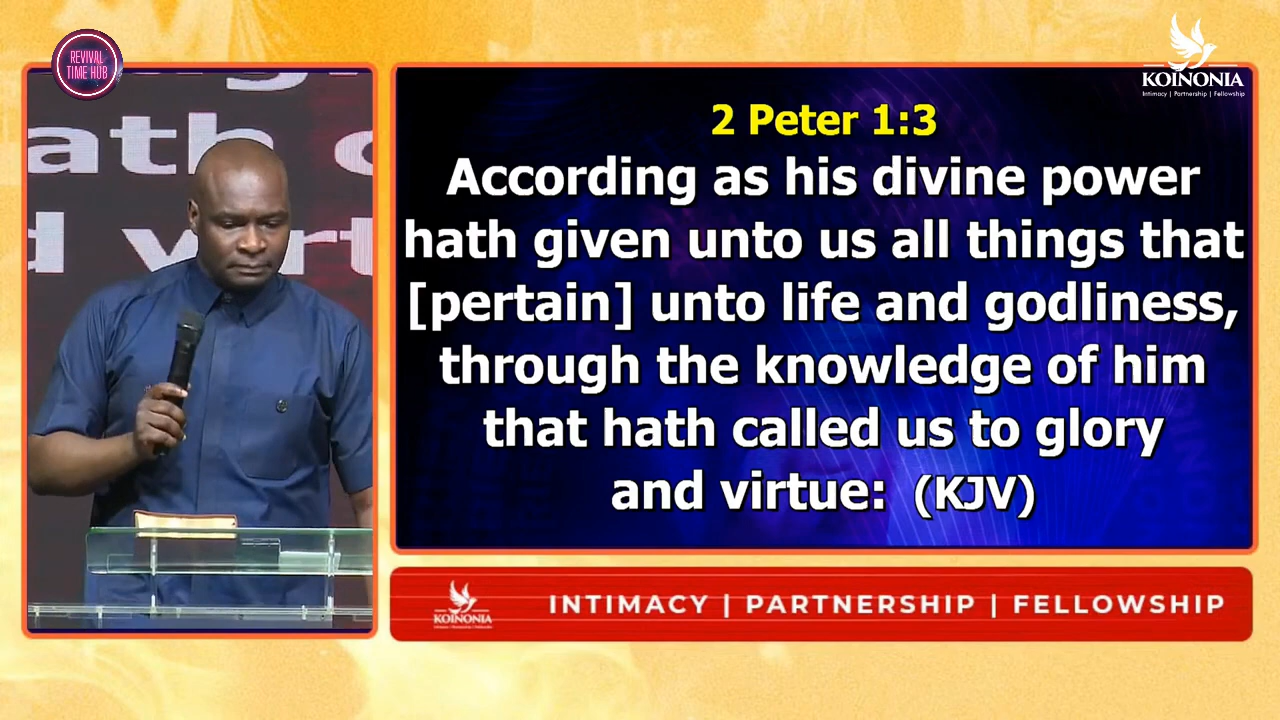 REVIVAL
TIME HUB
KOINONIA
Intimacy | Partnership | Fellowship
ath
d virt
2 Peter 1:3
According as his divine power
hath given unto us all things that
[pertain] unto life and godliness,
through the knowledge of him
that hath called us to glory
and virtue: (KJV)
KOINONIA
INTIMACY | PARTNERSHIP | FELLOWSHIP